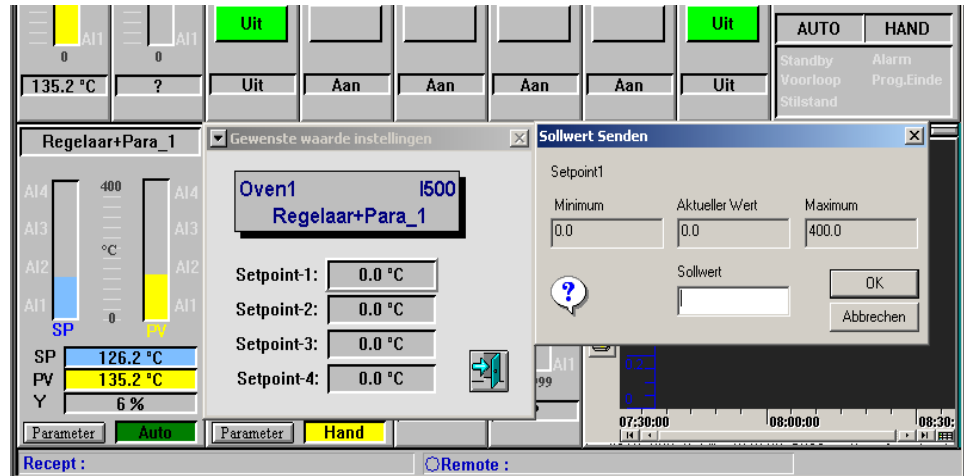 Uit
Uit
AUTO HAND
AI1
AI1
0
0
Standby Alarm
Voorloop Prog.Einde
Stilstand
135.2 °C
?
Uit
Aan
Aan
Aan
Aan
Uit
Regelaar+Para_1
AI4
400
AI4
AI3
AI3
°C
AI2
AI2
AI1
0
AI1
SP
PV
SP 126.2 °C
PV 135.2 °C
Y 6 %
Parameter Auto
Gewenste waarde instellingen
Oven1 I500
Regelaar+Para_1
Setpoint-1: 0.0 °C
Setpoint-2: 0.0 °C
Setpoint-3: 0.0 °C
Setpoint-4: 0.0 °C
Parameter Hand
Sollwert Senden
Setpoint1
Minimum Aktueller Wert Maximum
0.0 0.0 400.0
Sollwert
OK
Abbrechen
AI1
07:30:00 08:00:00 08:30:
Recept :
Remote :